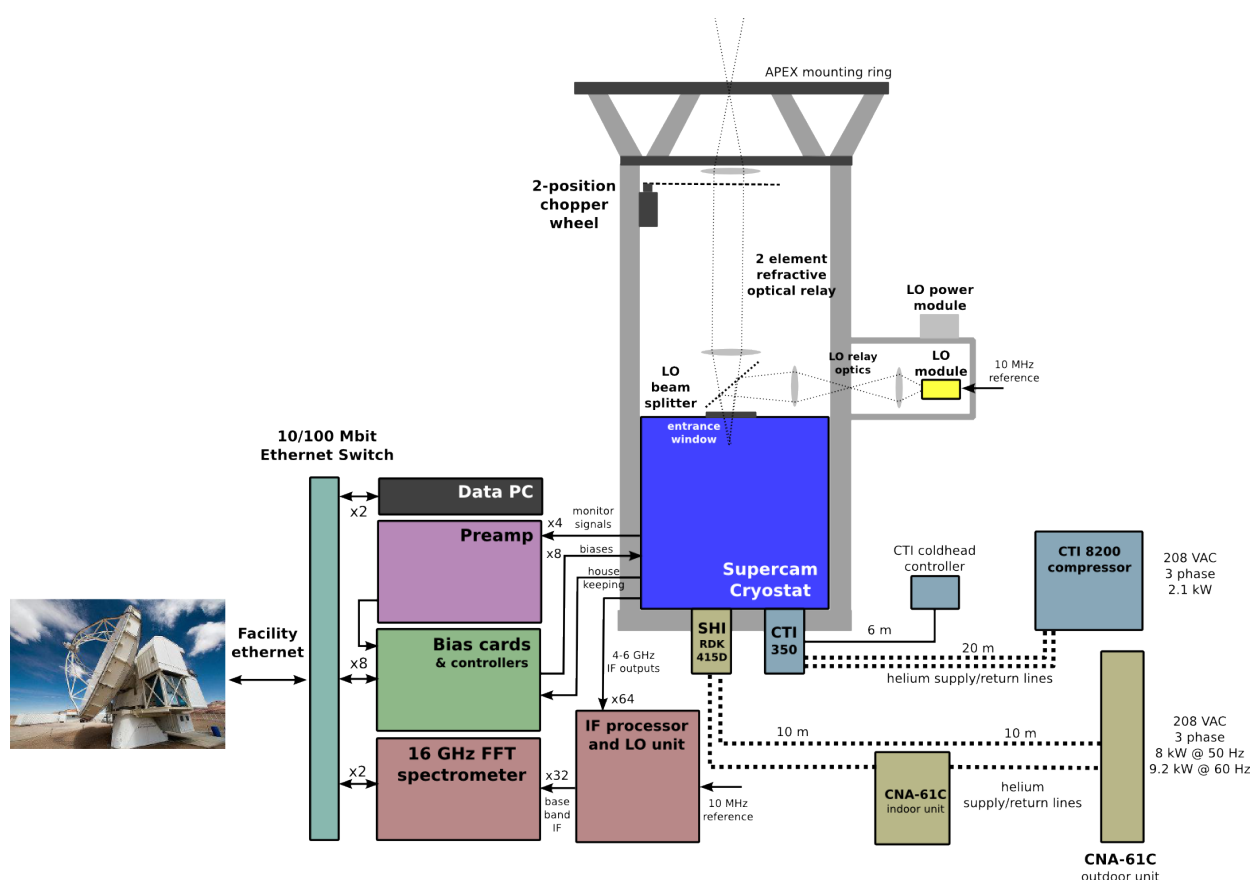 APEX mounting ring
2-position
chopper
wheel
2 element
refractive
optical relay
LO power
module
LO relay
optics
LO
module
10 MHz
reference
LO
beam
splitter
entrance
window
10/100 Mbit
Ethernet Switch
Data PC
x2
Preamp
x4
monitor
signals
x8
biases
house
keeping
Supercam
Cryostat
CTI coldhead
controller
CTI 8200
compressor
208 VAC
3 phase
2.1 kW
Facility
ethernet
Bias cards
& controllers
x8
SHI
RDK
415D
CTI
350
6 m
20 m
helium supply/return lines
4-6 GHz
IF outputs
x64
IF processor
and LO unit
16 GHz FFT
spectrometer
x2
x32
base
band
IF
10 MHz
reference
10 m
10 m
CNA-61C
indoor unit
helium
supply/return lines
208 VAC
3 phase
8 kW @ 50 Hz
9.2 kW @ 60 Hz
CNA-61C
outdoor unit